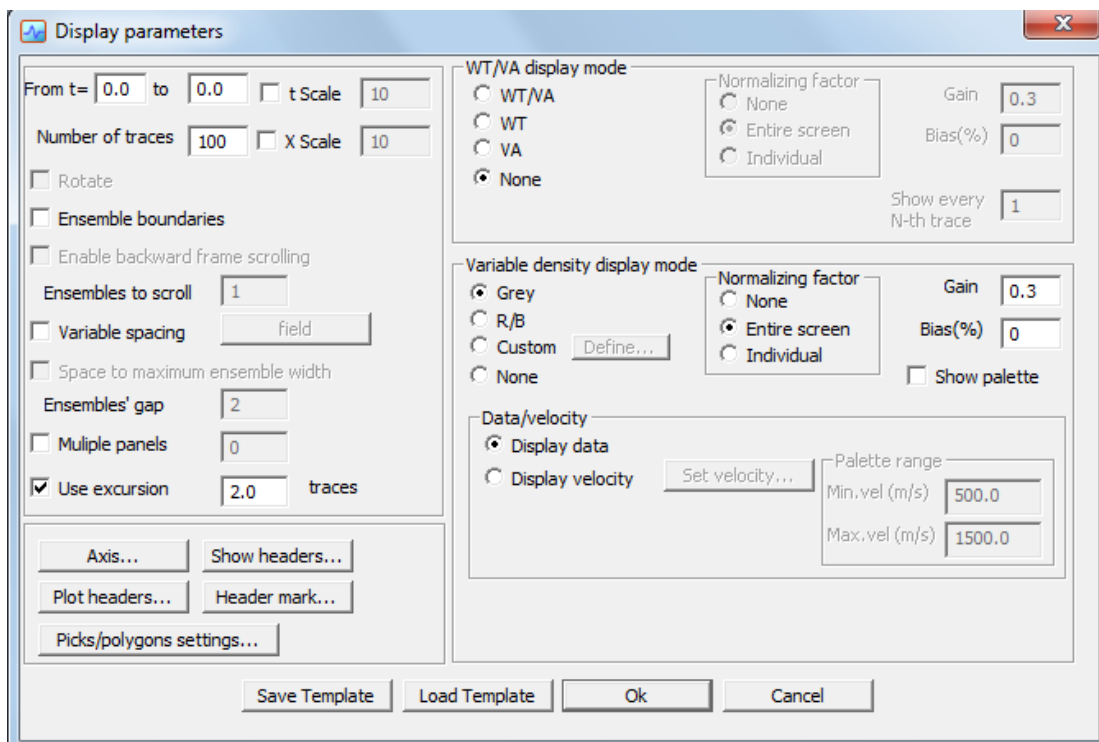 Display parameters
From t= 0.0 to 0.0 t Scale 10
Number of traces 100 X Scale 10
Rotate
Ensemble boundaries
Enable backward frame scrolling
Ensembles to scroll 1
Variable spacing field
Space to maximum ensemble width
Ensembles' gap 2
Muliple panels 0
Use excursion 2.0 traces
Axis... Show headers...
Plot headers... Header mark...
Picks/polygons settings...
WT/VA display mode
WT/VA
WT
VA
None
Normalizing factor
None
Entire screen
Individual
Gain 0.3
Bias(%) 0
Show every
N-th trace 1
Variable density display mode
Grey
R/B
Custom Define...
None
Normalizing factor
None
Entire screen
Individual
Gain 0.3
Bias(%) 0
Show palette
Data/velocity
Display data
Display velocity Set velocity...
Palette range
Min.vel (m/s) 500.0
Max.vel (m/s) 1500.0
Save Template Load Template Ok Cancel